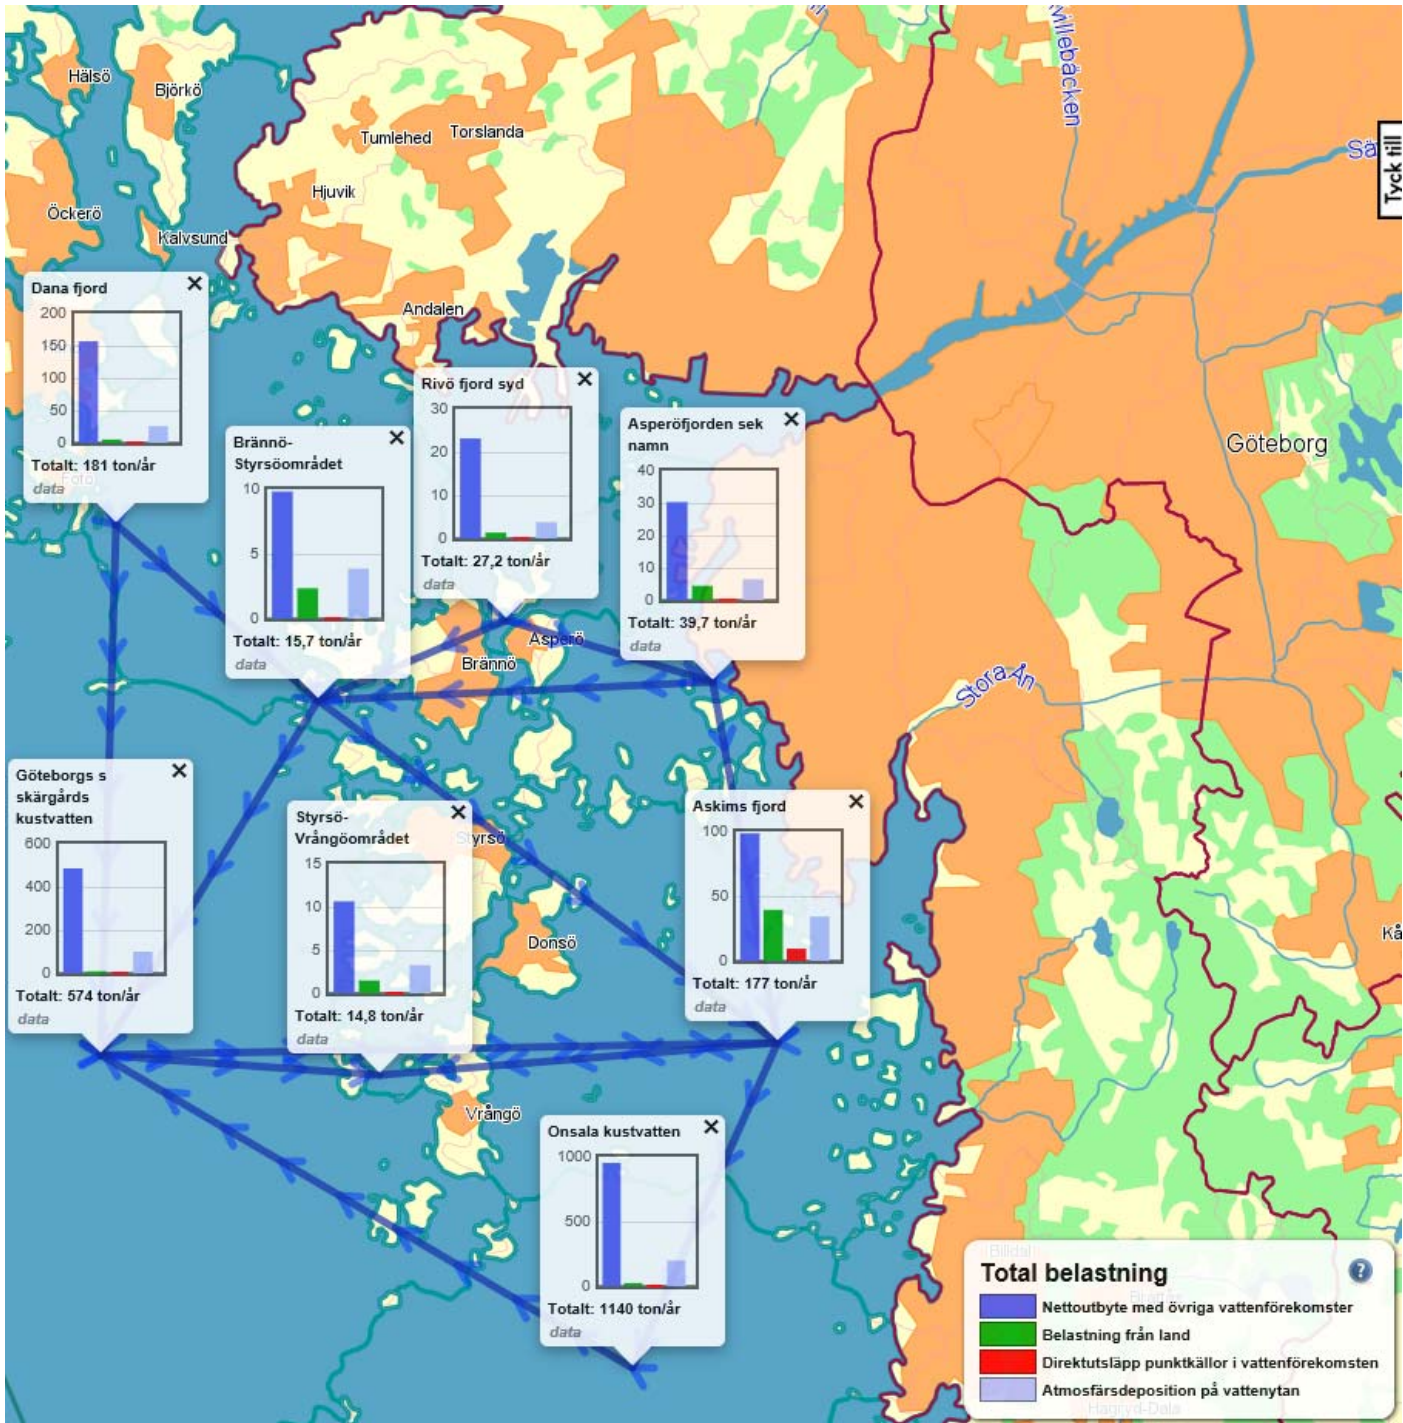 Hälsö
Björkö
Tumlehed
Torslanda
Hjuvik
Öckerö
Kalvsund
Andalen
Millebäcken
Sä
Tyck till
Göteborg
Dana fjord
200
150
100
50
0
Totalt: 181 ton/år
data
Brännö-
Styrsöområdet
10
5
0
Totalt: 15,7 ton/år
data
Rivö fjord syd
30
20
10
0
Totalt: 27,2 ton/år
data
Asperöfjorden sek
namn
40
30
20
10
0
Totalt: 39,7 ton/år
data
Asperö
Brännö
Stora Ån
Göteborgs s
skärgårds
kustvatten
600
400
200
0
Totalt: 574 ton/år
data
Styrsö-
Vrångöområdet
15
10
5
0
Totalt: 14,8 ton/år
data
Styrsö
Donsö
Askims fjord
100
50
0
Totalt: 177 ton/år
data
Kå
Vrångö
Onsala kustvatten
1000
500
0
Totalt: 1140 ton/år
data
Billdal
Total belastning
?
Nettoutbyte med övriga vattenförekomster
Belastning från land
Direktutsläpp punktkällor i vattenförekomsten
Atmosfärsdeposition på vattenytan